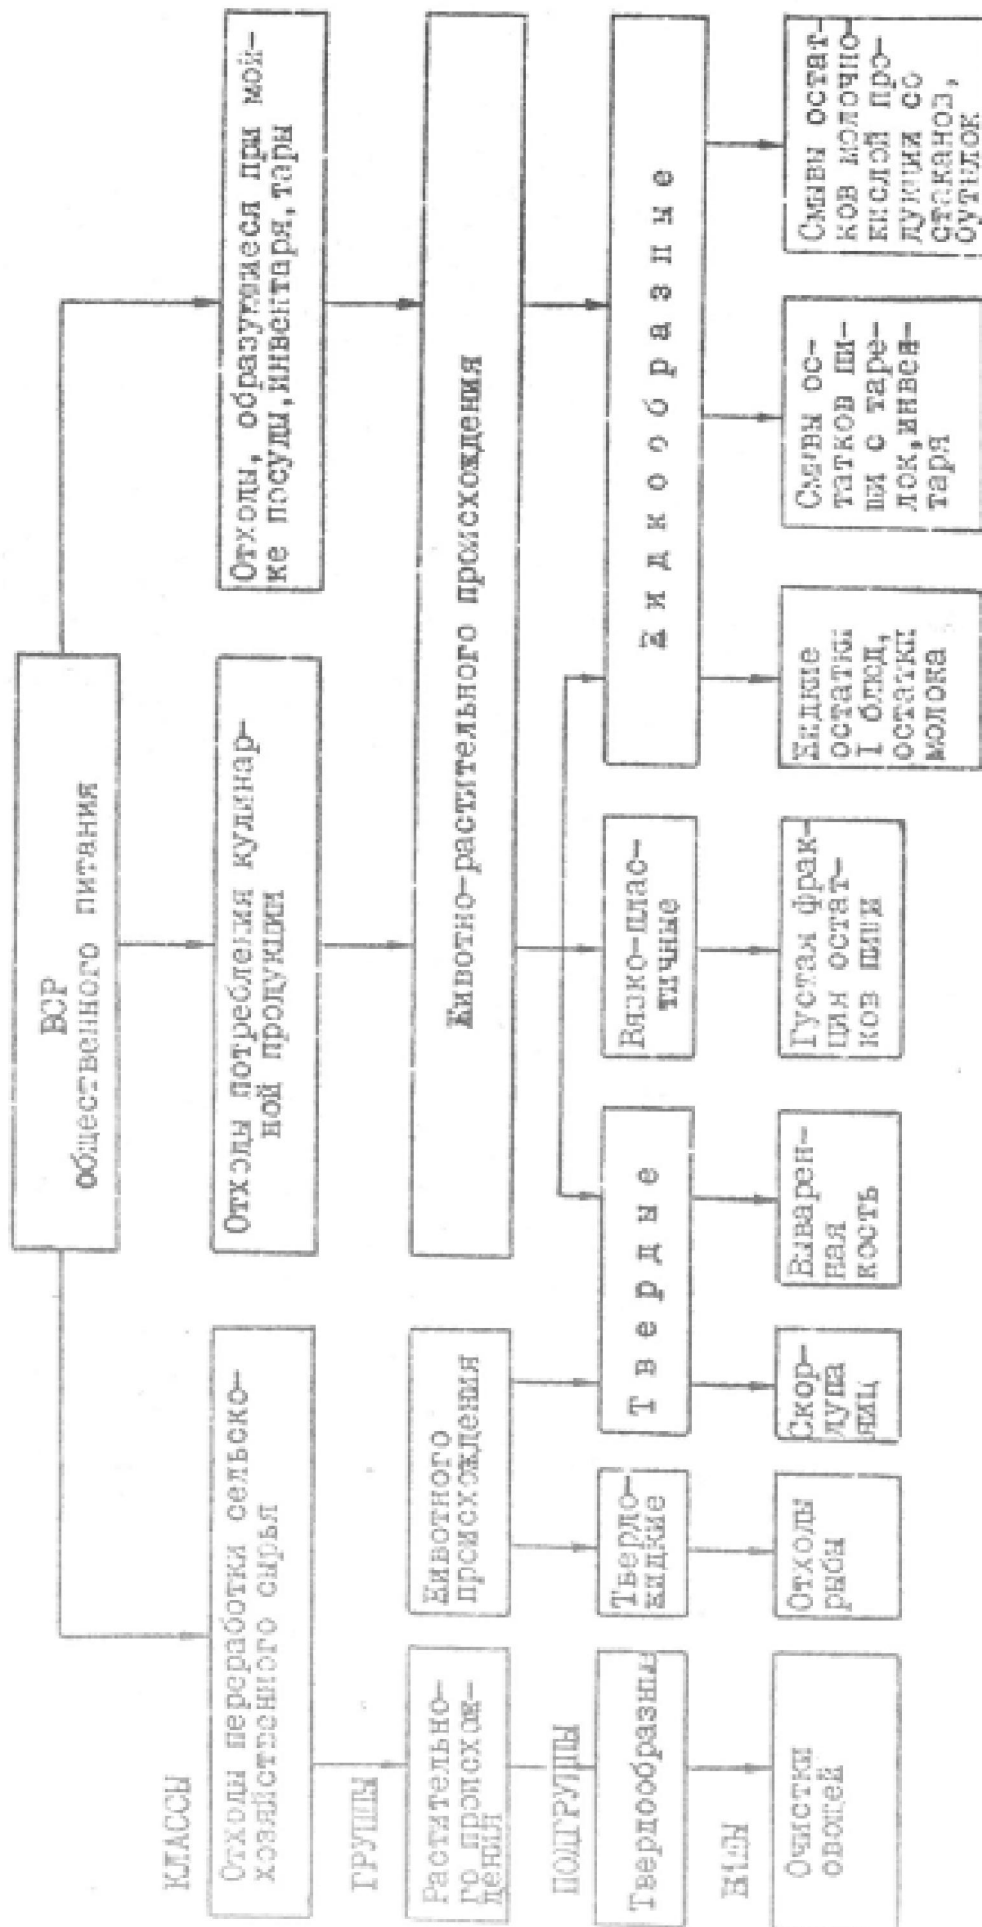 ВСР
общественного питания
КЛАССЫ
Отходы переработки сельско-
хозяйственного сырья
Отходы потребления кулинар-
ной продукции
Отходы, образующиеся при мой-
ке посуды, инвентаря, тары
ГРУППЫ
Растительно-
го происхож-
дения
Животного
происхождения
Животно-растительного происхождения
ПОДГРУППЫ
Твердообразные
Твердо-
жидкие
Твердые
Вязко-плас-
тичные
Жидкообразные
ВИДЫ
Очистки
овощей
Отходы
рыбы
Скор-
лупа
яиц
Выварен-
ная
кость
Густая фрак-
ция остат-
ков пищи
Жидкие
остатки
I блюд,
остатки
молока
Смывы ос-
татков пи-
щи с таре-
лок, инвен-
таря
Смывы остат-
ков молочно-
кислой про-
дукции со
стаканов,
бутылок